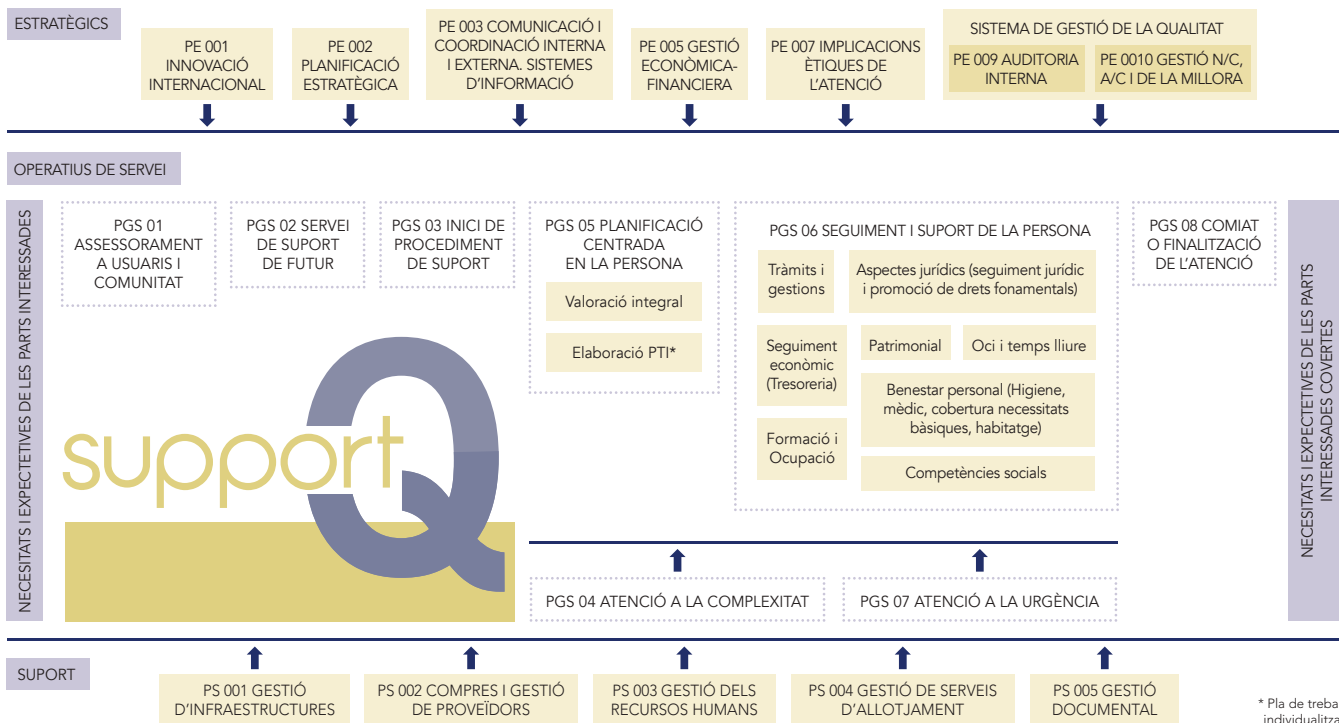 ESTRATÈGICS
PE 001
INNOVACIÓ
INTERNACIONAL
PE 002
PLANIFICACIÓ
ESTRATÈGICA
PE 003 COMUNICACIÓ I
COORDINACIÓ INTERNA
I EXTERNA. SISTEMES
D'INFORMACIÓ
PE 005 GESTIÓ
ECONÒMICA-
FINANCIERA
PE 007 IMPLICACIONS
ÈTIQUES DE
L'ATENCIÓ
SISTEMA DE GESTIÓ DE LA QUALITAT
PE 009 AUDITORIA
INTERNA
PE 0010 GESTIÓ N/C,
A/C I DE LA MILLORA
OPERATIUS DE SERVEI
NECESITATS I EXPECTETIVES DE LES PARTS INTERESSADES
PGS 01
ASSESSORAMENT
A USUARIS I
COMUNITAT
PGS 02 SERVEI
DE SUPORT
DE FUTUR
PGS 03 INICI DE
PROCEDIMENT
DE SUPORT
PGS 05 PLANIFICACIÓ
CENTRADA
EN LA PERSONA
Valoració integral
Elaboració PTI*
PGS 06 SEGUIMENT I SUPORT DE LA PERSONA
Tràmits i
gestions
Aspectes jurídics (seguiment jurídic
i promoció de drets fonamentals)
Seguiment
econòmic
(Tresoreria)
Patrimonial
Oci i temps lliure
Benestar personal (Higiene,
mèdic, cobertura necessitats
bàsiques, habitatge)
Formació i
Ocupació
Competències socials
PGS 08 COMIAT
O FINALITZACIÓ
DE L'ATENCIÓ
NECESITATS I EXPECTETIVES DE LES PARTS
INTERESSADES COVERTES
support Q
PGS 04 ATENCIÓ A LA COMPLEXITAT
PGS 07 ATENCIÓ A LA URGÈNCIA
SUPORT
PS 001 GESTIÓ
D'INFRAESTRUCTURES
PS 002 COMPRES I GESTIÓ
DE PROVEÏDORS
PS 003 GESTIÓ DELS
RECURSOS HUMANS
PS 004 GESTIÓ DE SERVEIS
D'ALLOTJAMENT
PS 005 GESTIÓ
DOCUMENTAL
* Pla de